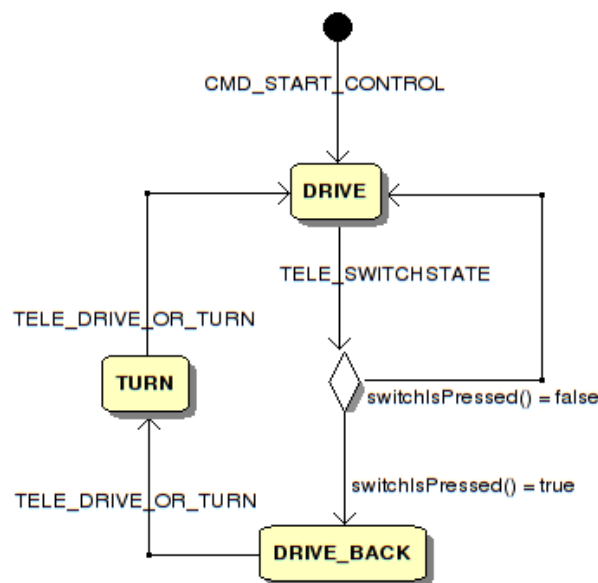 CMD_START_CONTROL
DRIVE
TELE_SWITCHSTATE
TELE_DRIVE_OR_TURN
TURN
switchIsPressed() = false
switchIsPressed() = true
TELE_DRIVE_OR_TURN
DRIVE_BACK